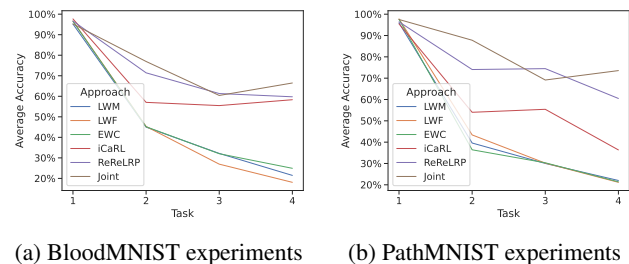 100%
90%
80%
70%
60%
50%
40%
30%
20%
Average Accuracy
Approach
LWM
LWF
EWC
iCaRL
ReReLRP
Joint
1 2 3 4
Task
(a) BloodMNIST experiments
100%
90%
80%
70%
60%
50%
40%
30%
20%
Average Accuracy
Approach
LWM
LWF
EWC
iCaRL
ReReLRP
Joint
1 2 3 4
Task
(b) PathMNIST experiments